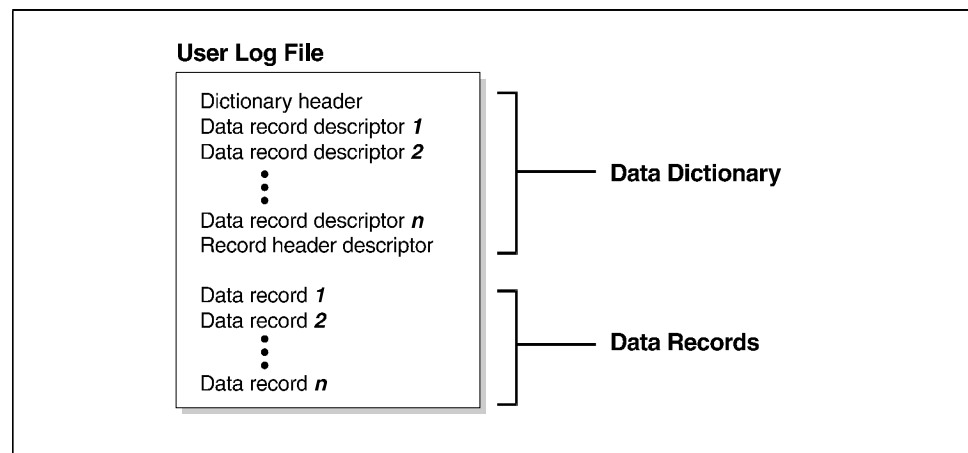 User Log File
Dictionary header
Data record descriptor 1
Data record descriptor 2
Data record descriptor n
Record header descriptor
Data Dictionary
Data record 1
Data record 2
Data record n
Data Records